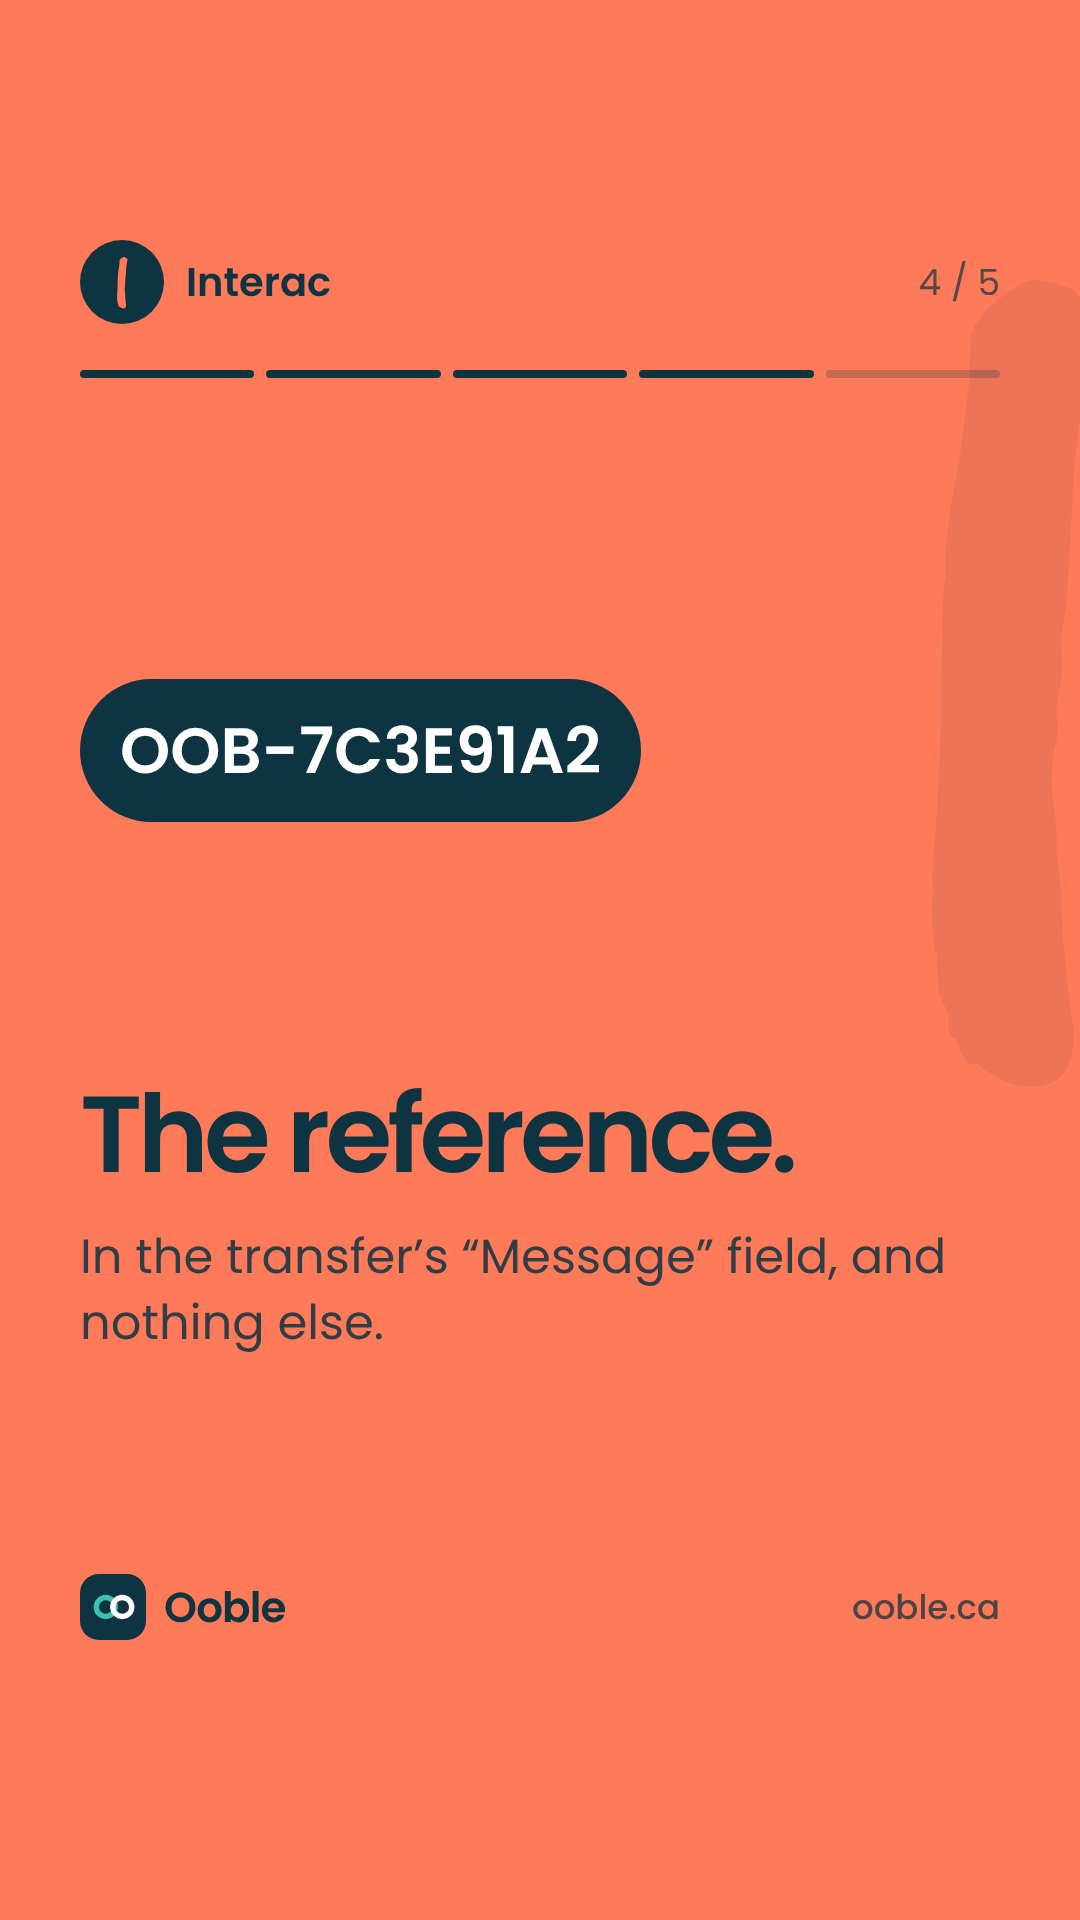 Interac
4 / 5
OOB-7C3E91A2
The reference.
In the transfer’s “Message” field, and
nothing else.
Ooble
ooble.ca